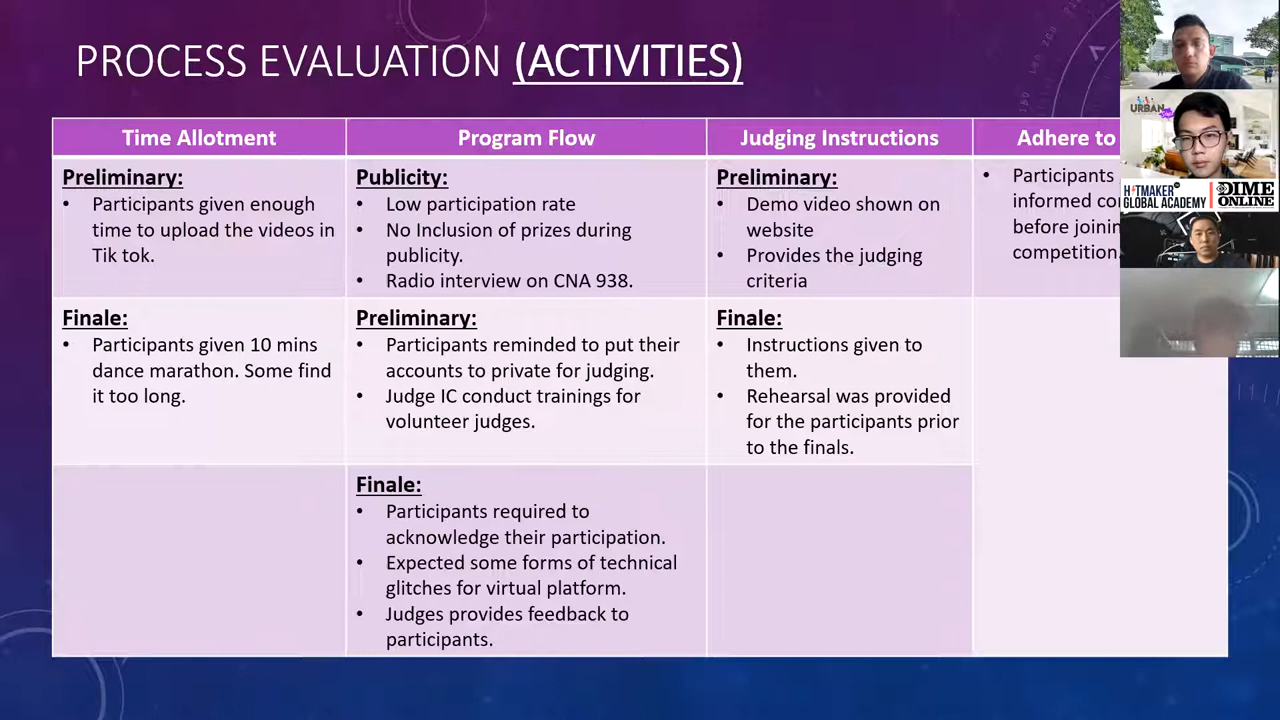 PROCESS EVALUATION (ACTIVITIES)
Time Allotment
Program Flow
Judging Instructions
Adhere to
Preliminary:
• Participants given enough
time to upload the videos in
Tik tok.
Publicity:
• Low participation rate
• No Inclusion of prizes during
publicity.
• Radio interview on CNA 938.
Preliminary:
• Demo video shown on
website
• Provides the judging
criteria
• Participants
informed
before
competition.
Finale:
• Participants given 10 mins
dance marathon. Some find
it too long.
Preliminary:
• Participants reminded to put their
accounts to private for judging.
• Judge IC conduct trainings for
volunteer judges.
Finale:
• Instructions given to
them.
• Rehearsal was provided
for the participants prior
to the finals.
Finale:
• Participants required to
acknowledge their participation.
• Expected some forms of technical
glitches for virtual platform.
• Judges provides feedback to
participants.
URBAN
HITMAKER
GLOBAL ACADEMY
DIME
ONLINE